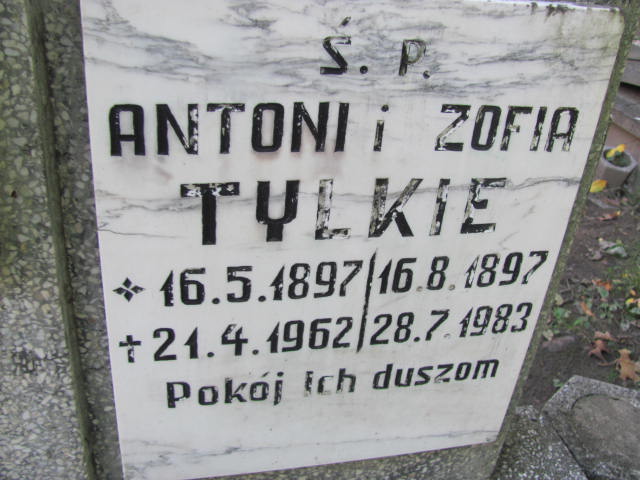 Ś. P.
ANTONI i ZOFIA
TYLKIE
16.5.1897 | 16.8.1897
† 21.4.1962 | 28.7.1983
Pokój Ich duszom